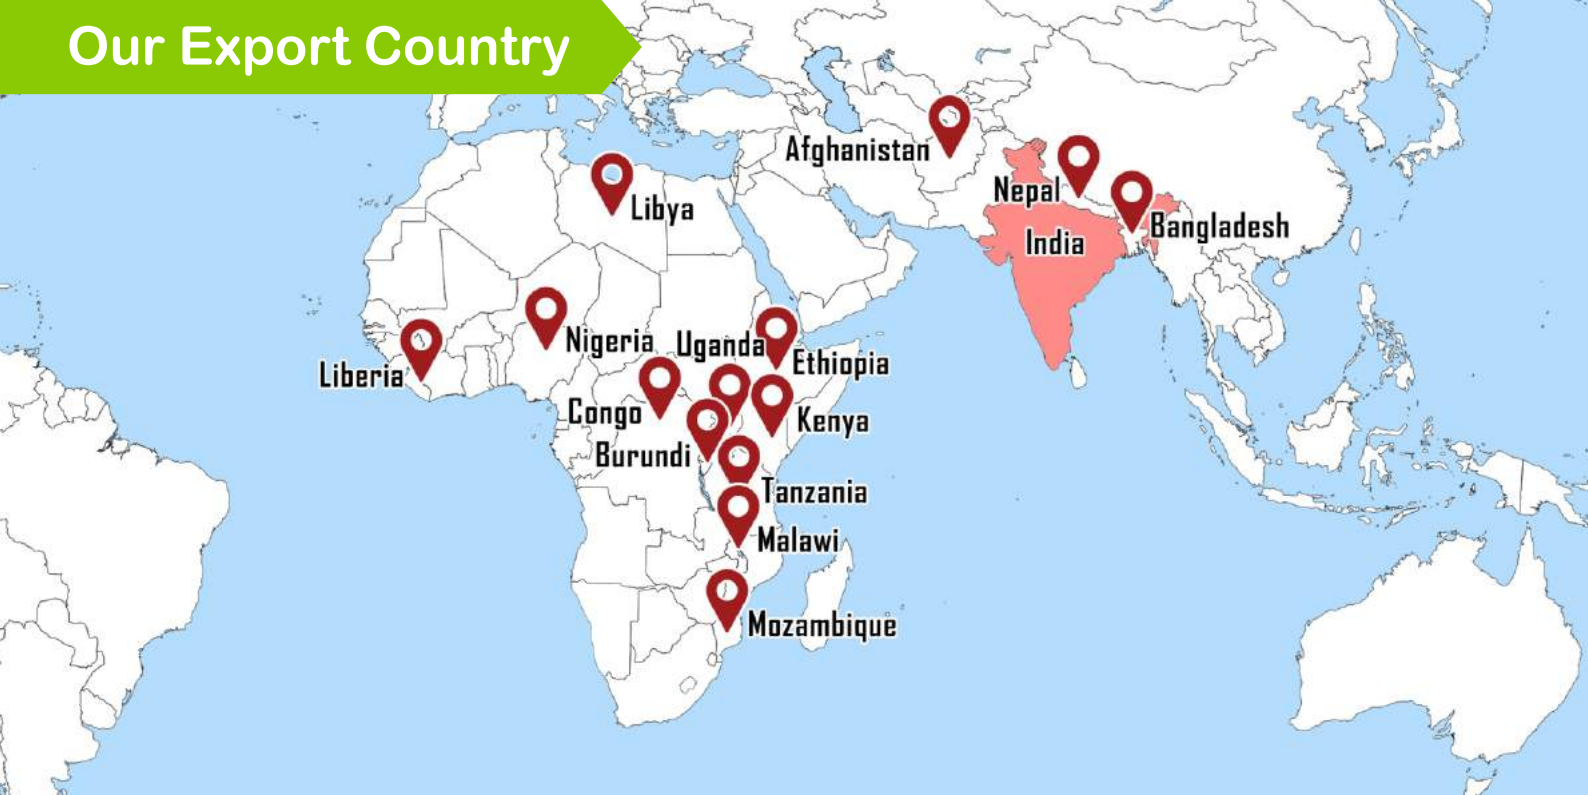 Our Export Country
Afghanistan
Nepal
Libya
Bangladesh
India
Nigeria
Uganda
Ethiopia
Liberia
Congo
Kenya
Burundi
Tanzania
Malawi
Mozambique